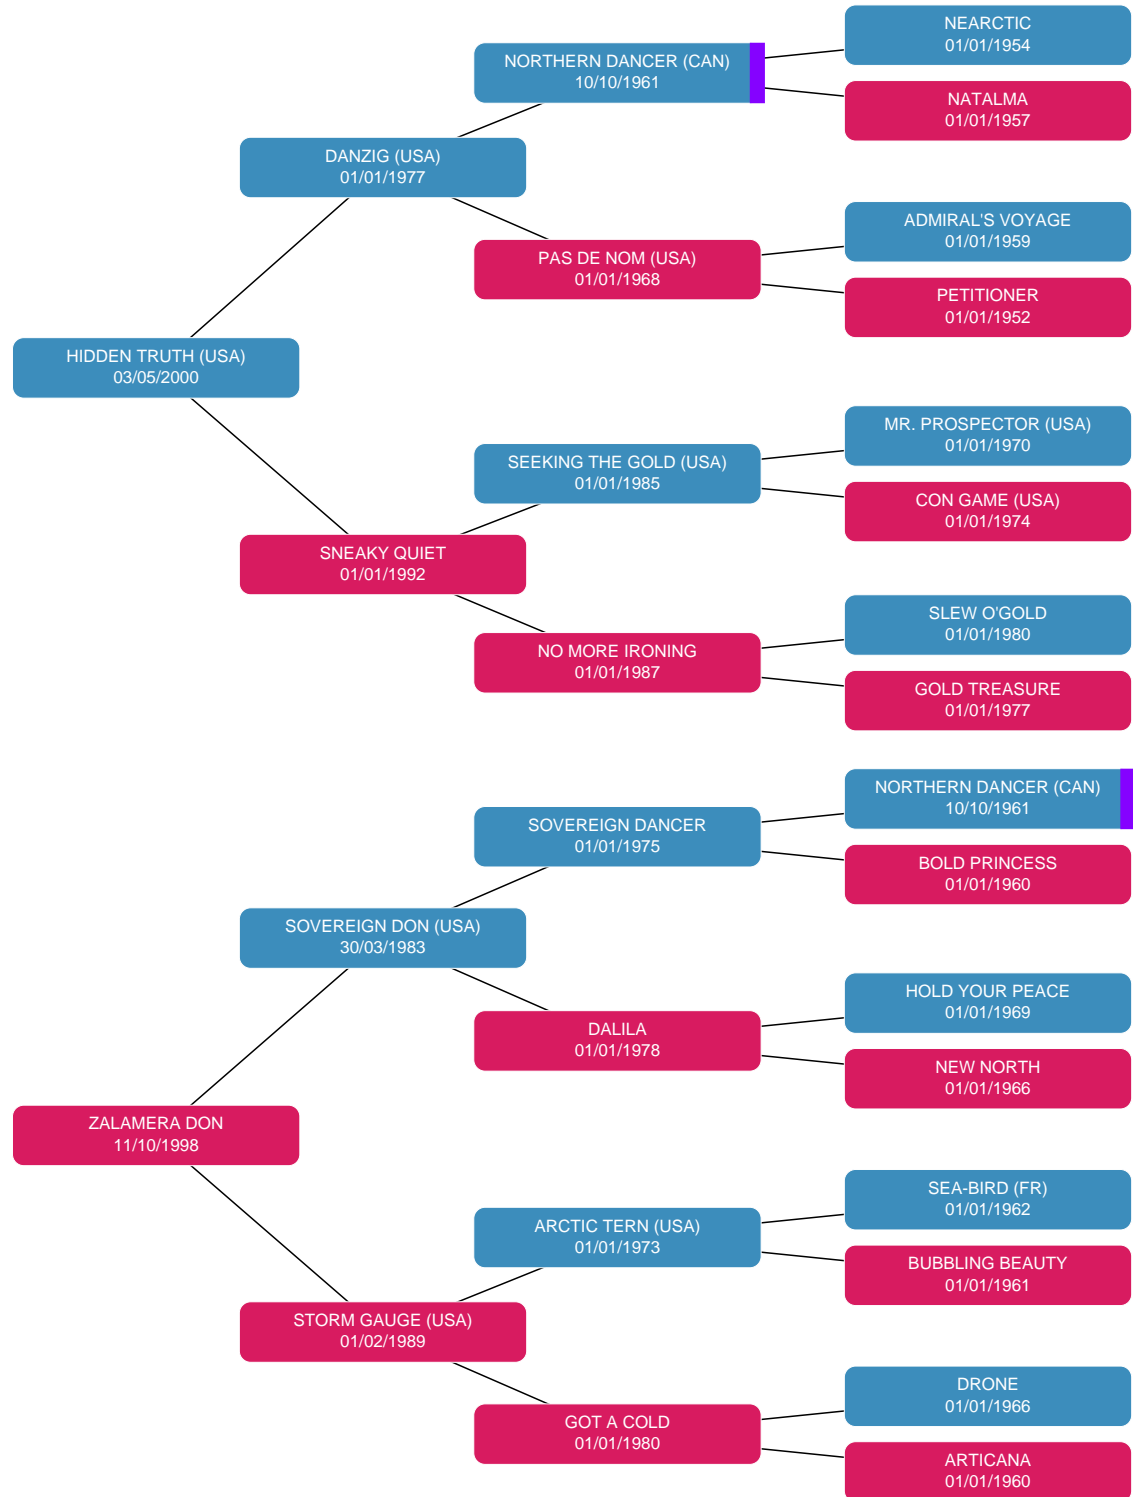 NEARCTIC
01/01/1954
NORTHERN DANCER (CAN)
10/10/1961
NATALMA
01/01/1957
DANZIG (USA)
01/01/1977
ADMIRAL'S VOYAGE
01/01/1959
PAS DE NOM (USA)
01/01/1968
PETITIONER
01/01/1952
HIDDEN TRUTH (USA)
03/05/2000
MR. PROSPECTOR (USA)
01/01/1970
SEEKING THE GOLD (USA)
01/01/1985
CON GAME (USA)
01/01/1974
SNEAKY QUIET
01/01/1992
SLEW O'GOLD
01/01/1980
NO MORE IRONING
01/01/1987
GOLD TREASURE
01/01/1977
NORTHERN DANCER (CAN)
10/10/1961
SOVEREIGN DANCER
01/01/1975
BOLD PRINCESS
01/01/1960
SOVEREIGN DON (USA)
30/03/1983
HOLD YOUR PEACE
01/01/1969
DALILA
01/01/1978
NEW NORTH
01/01/1966
ZALAMERA DON
11/10/1998
SEA-BIRD (FR)
01/01/1962
ARCTIC TERN (USA)
01/01/1973
BUBBLING BEAUTY
01/01/1961
STORM GAUGE (USA)
01/02/1989
DRONE
01/01/1966
GOT A COLD
01/01/1980
ARTICANA
01/01/1960